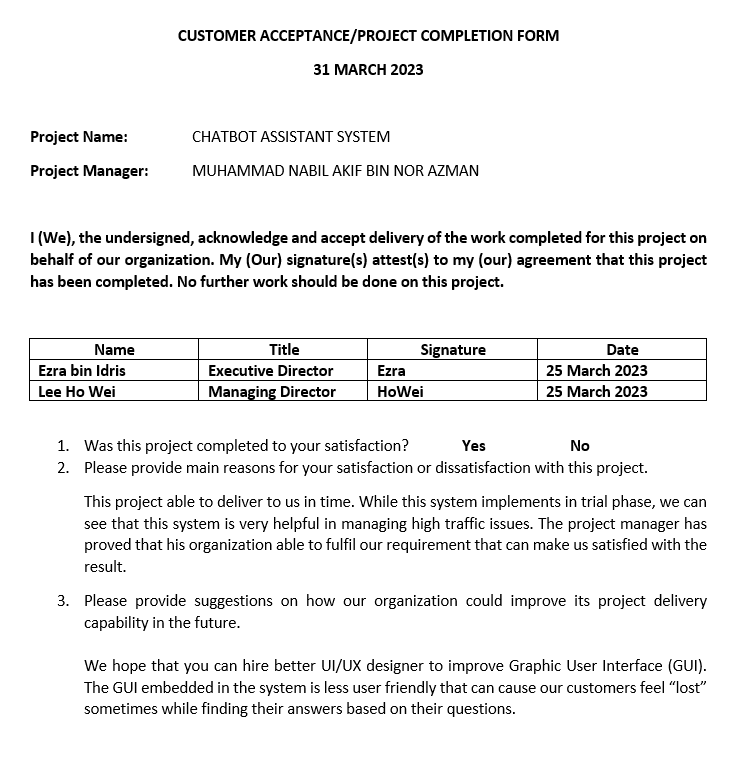 CUSTOMER ACCEPTANCE/PROJECT COMPLETION FORM
31 MARCH 2023
Project Name: CHATBOT ASSISTANT SYSTEM
Project Manager: MUHAMMAD NABIL AKIF BIN NOR AZMAN
I (We), the undersigned, acknowledge and accept delivery of the work completed for this project on
behalf of our organization. My (Our) signature(s) attest(s) to my (our) agreement that this project
has been completed. No further work should be done on this project.
Name Title Signature Date
Ezra bin Idris Executive Director Ezra 25 March 2023
Lee Ho Wei Managing Director HoWei 25 March 2023
1. Was this project completed to your satisfaction? Yes No
2. Please provide main reasons for your satisfaction or dissatisfaction with this project.
This project able to deliver to us in time. While this system implements in trial phase, we can
see that this system is very helpful in managing high traffic issues. The project manager has
proved that his organization able to fulfil our requirement that can make us satisfied with the
result.
3. Please provide suggestions on how our organization could improve its project delivery
capability in the future.
We hope that you can hire better UI/UX designer to improve Graphic User Interface (GUI).
The GUI embedded in the system is less user friendly that can cause our customers feel “lost”
sometimes while finding their answers based on their questions.